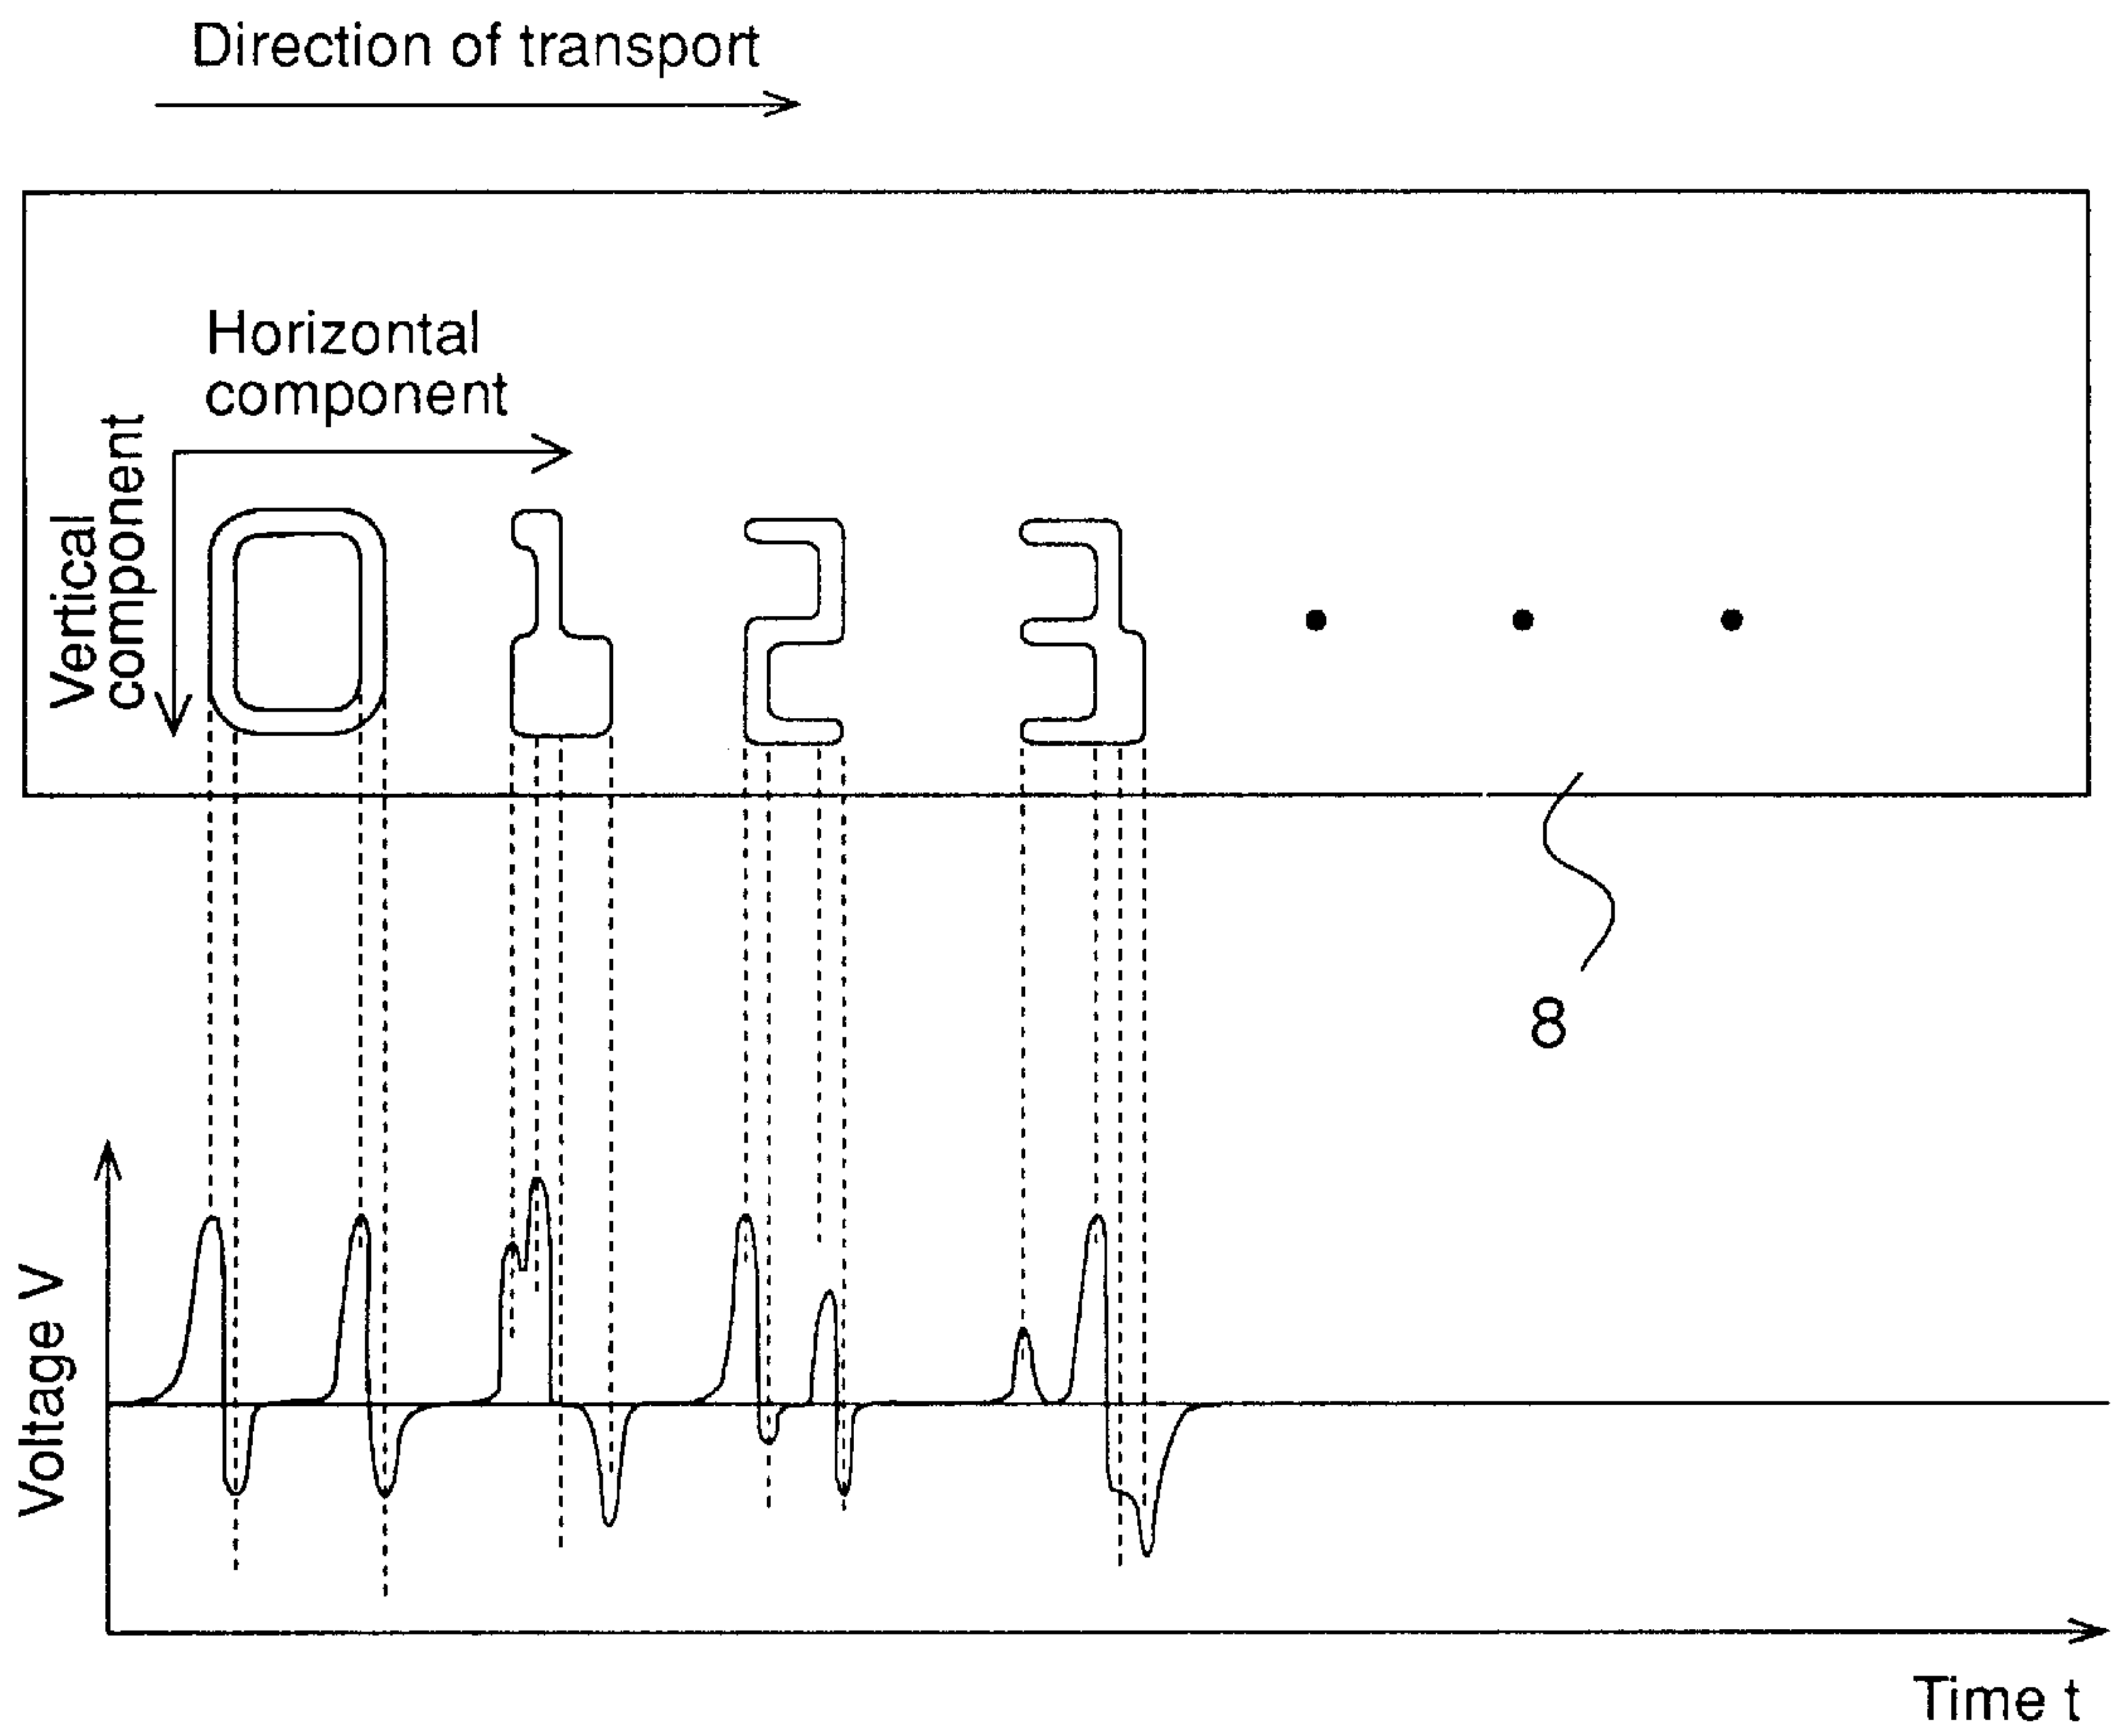 Direction of transport
Horizontal
component
Vertical
component
0 1 2 3
8
Voltage V
Time t